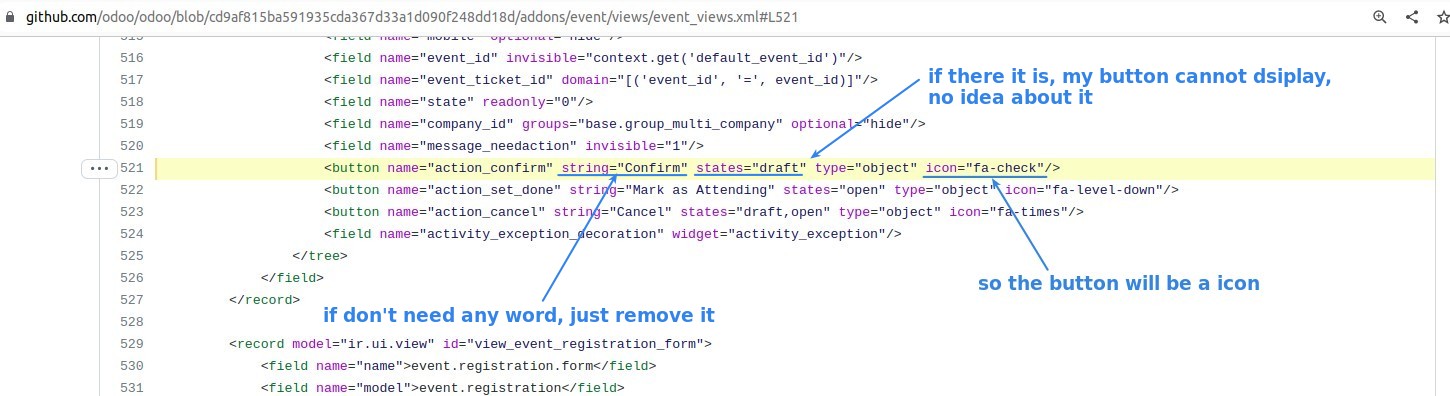 github.com/odoo/odoo/blob/cd9af815ba591935cda367d33a1d090f248dd18d/addons/event/views/event_views.xml#L521
515 <field name="mobile" optional="hide"/>
516 <field name="event_id" invisible="context.get('default_event_id')"/>
517 <field name="event_ticket_id" domain="[('event_id', '=', event_id)]"/>
if there it is, my button cannot dsiplay,
no idea about it
518 <field name="state" readonly="0"/>
519 <field name="company_id" groups="base.group_multi_company" optional="hide"/>
520 <field name="message_needaction" invisible="1"/>
521 <button name="action_confirm" string="Confirm" states="draft" type="object" icon="fa-check"/>
522 <button name="action_set_done" string="Mark as Attending" states="open" type="object" icon="fa-level-down"/>
523 <button name="action_cancel" string="Cancel" states="draft,open" type="object" icon="fa-times"/>
524 <field name="activity_exception_decoration" widget="activity_exception"/>
525 </tree>
526 </field>
so the button will be a icon
527 </record>
if don't need any word, just remove it
528
529 <record model="ir.ui.view" id="view_event_registration_form">
530 <field name="name">event.registration.form</field>
531 <field name="model">event.registration</field>